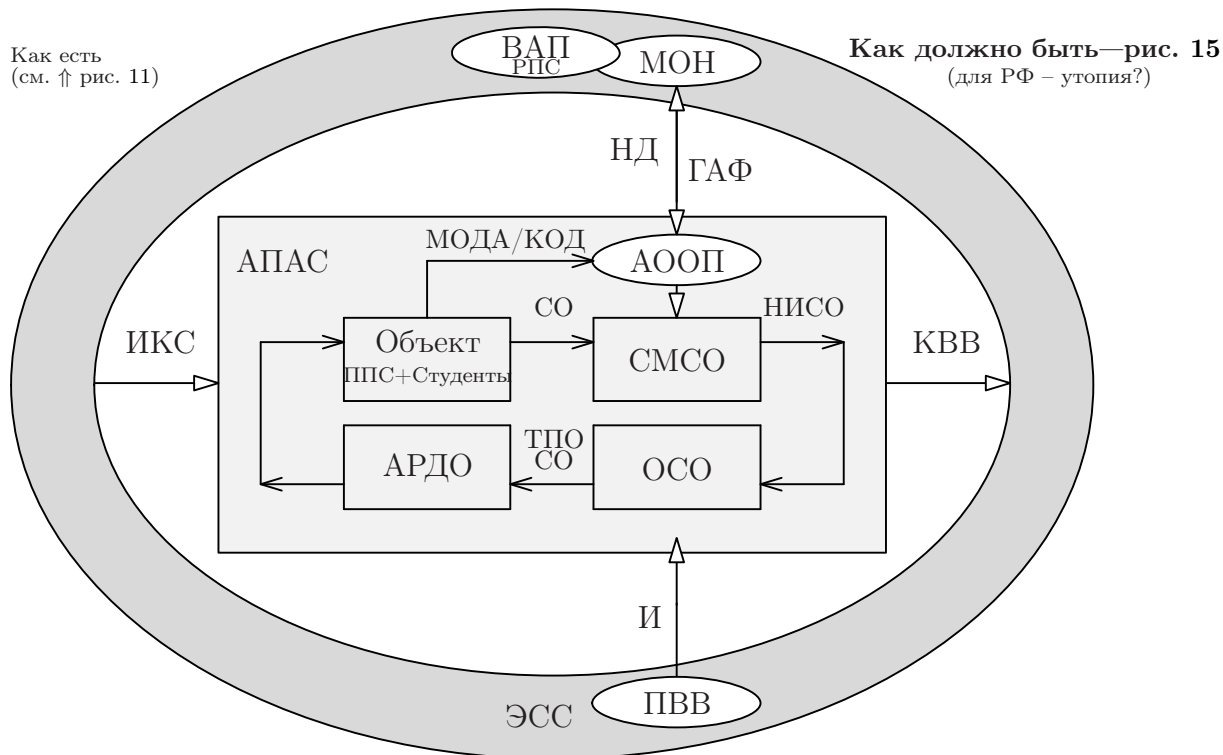 Как есть
(см. ⇑ рис. 11)
ВАП
РПС
МОН
Как должно быть—рис. 15
(для РФ – утопия?)
НД
ГАФ
АПАС
МОДА/КОД
АООП
ИКС
СО
НИСО
КВВ
Объект
ППС+Студенты
СМСО
ТПО
СО
АРДО
ОСО
И
ЭСС
ПВВ